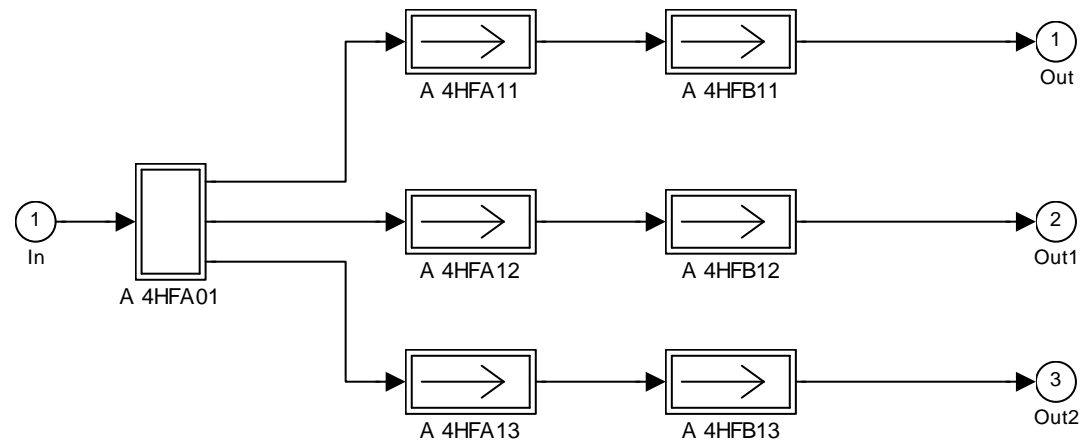 1
Out
A 4HFA11
A 4HFB11
1
In
A 4HFA01
A 4HFA12
A 4HFB12
2
Out1
A 4HFA13
A 4HFB13
3
Out2